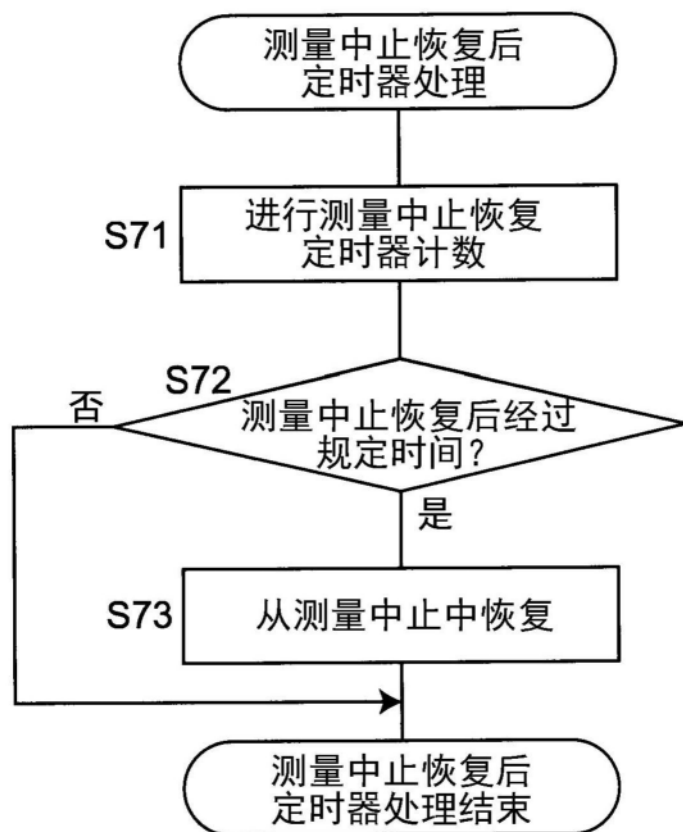 测量中止恢复后
定时器处理
S71
进行测量中止恢复
定时器计数
S72
否
测量中止恢复后经过
规定时间?
是
S73
从测量中止中恢复
测量中止恢复后
定时器处理结束